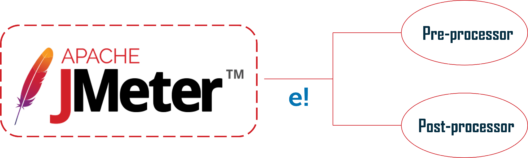 APACHE
JMeter™
e!
Pre-processor
Post-processor